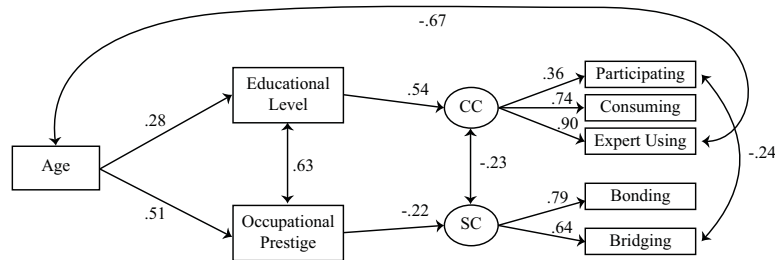 -.67
Educational
Level
.54
CC
.36
Participating
.74
Consuming
.90
Expert Using
.28
Age
.63
-.23
-.24
.51
Occupational
Prestige
-.22
SC
.79
Bonding
.64
Bridging